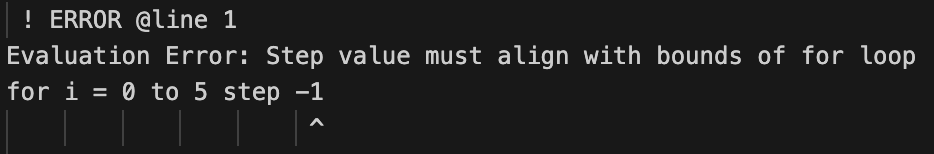 ! ERROR @line 1
Evaluation Error: Step value must align with bounds of for loop
for i = 0 to 5 step -1
^